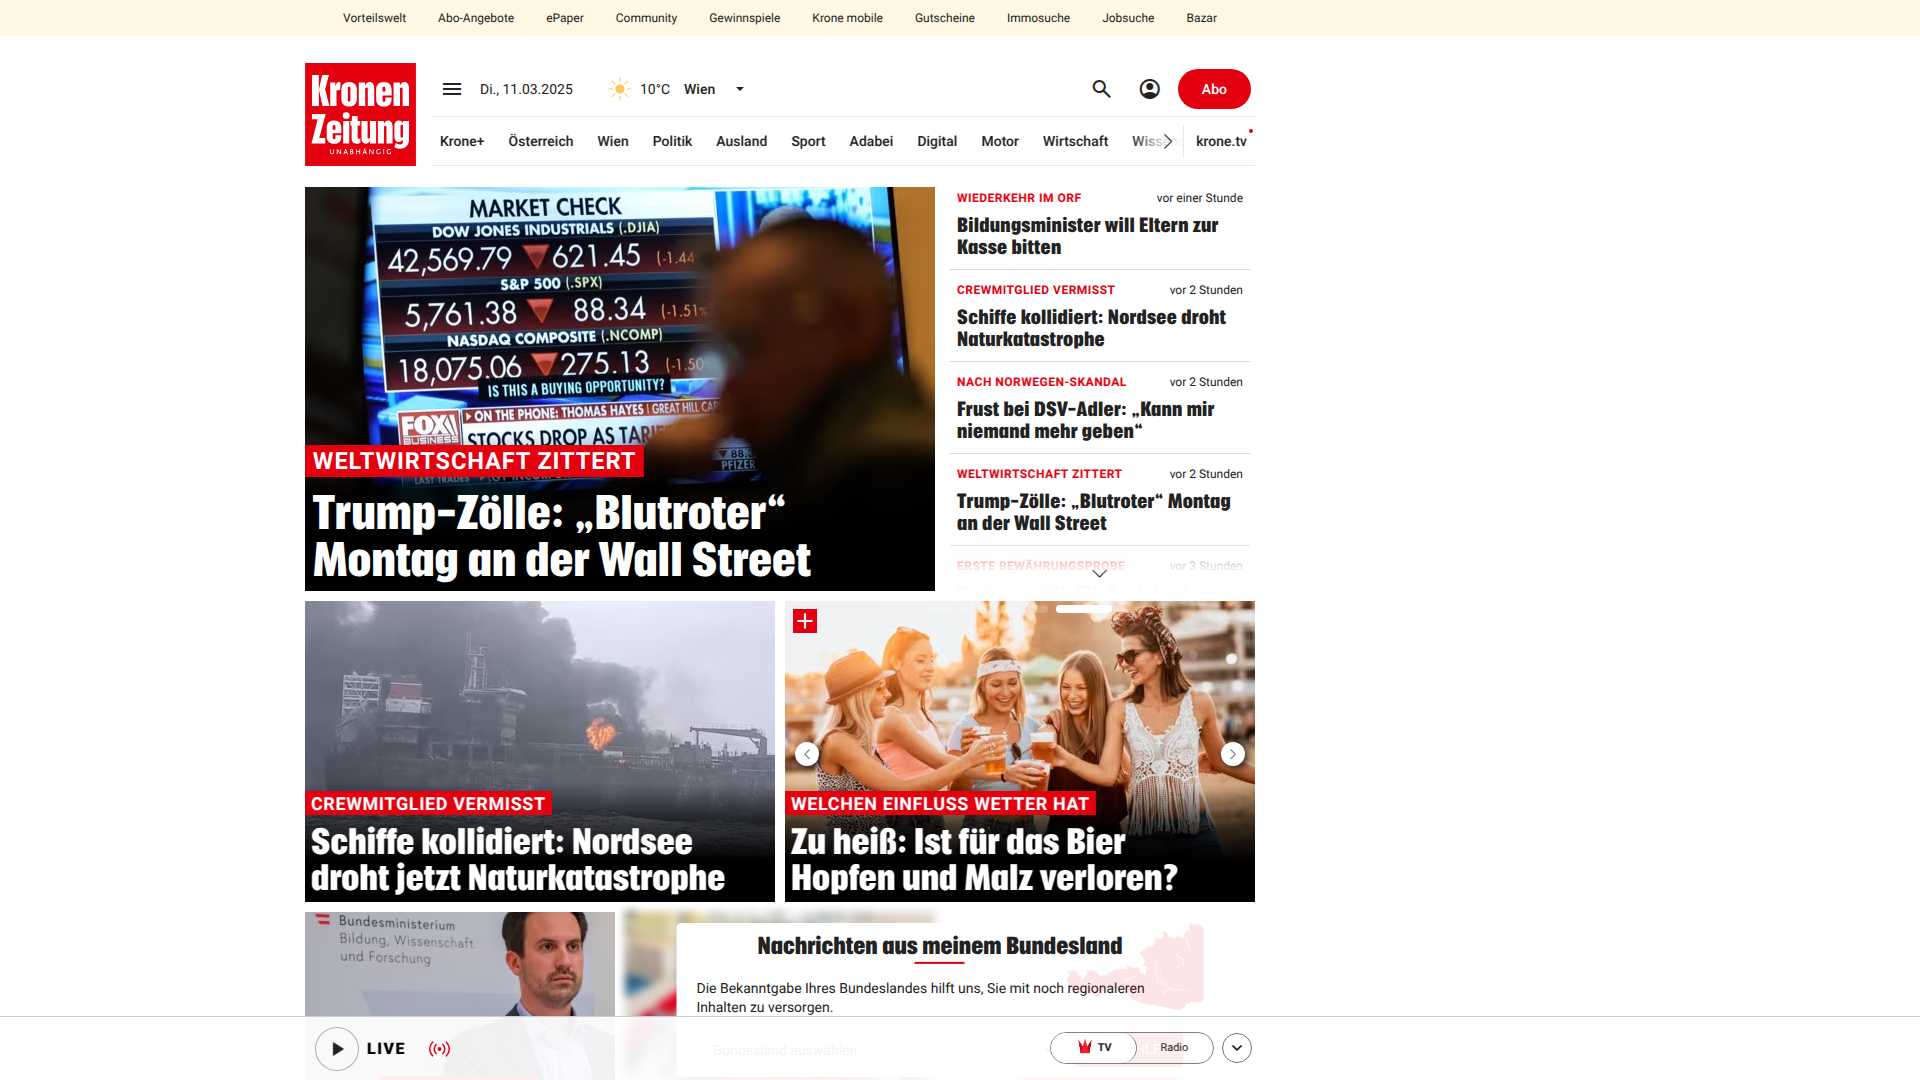 Vorteilswelt Abo-Angebote ePaper Community Gewinnspiele Krone mobile Gutscheine Immosuche Jobsuche Bazar
Kronen
Zeitung
UNABHÄNGIG
Di., 11.03.2025 10°C Wien
Abo
Krone+ Österreich Wien Politik Ausland Sport Adabei Digital Motor Wirtschaft krone.tv
MARKET CHECK
DOW JONES INDUSTRIALS (.DJIA)
42,569.79 621.45 (-1.44
S&P 500 (.SPX)
5,761.38 88.34 (-1.51%
NASDAQ COMPOSITE (.NCOMP)
18,075.06 275.13 (-1.50
IS THIS A BUYING OPPORTUNITY?
ON THE PHONE: THOMAS HAYES | GREAT HILL CAP
FOX
BUSINESS
STOCKS DROP AS TARI
88.3
PFIZER
LAST TRADES
WELTWIRTSCHAFT ZITTERT
Trump-Zölle: „Blutroter“
Montag an der Wall Street
WIEDERKEHR IM ORF vor einer Stunde
Bildungsminister will Eltern zur
Kasse bitten
CREWMITGLIED VERMISST vor 2 Stunden
Schiffe kollidiert: Nordsee droht
Naturkatastrophe
NACH NORWEGEN-SKANDAL vor 2 Stunden
Frust bei DSV-Adler: „Kann mir
niemand mehr geben“
WELTWIRTSCHAFT ZITTERT vor 2 Stunden
Trump-Zölle: „Blutroter“ Montag
an der Wall Street
ERSTE BEWÄHRUNGSPROBE vor 3 Stunden
CREWMITGLIED VERMISST
Schiffe kollidiert: Nordsee
droht jetzt Naturkatastrophe
WELCHEN EINFLUSS WETTER HAT
Zu heiß: Ist für das Bier
Hopfen und Malz verloren?
Bundesministerium
Bildung, Wissenschaft
und Forschung
Nachrichten aus meinem Bundesland
Die Bekanntgabe Ihres Bundeslandes hilft uns, Sie mit noch regionaleren
Inhalten zu versorgen.
Bundesland auswählen
LIVE
TV Radio